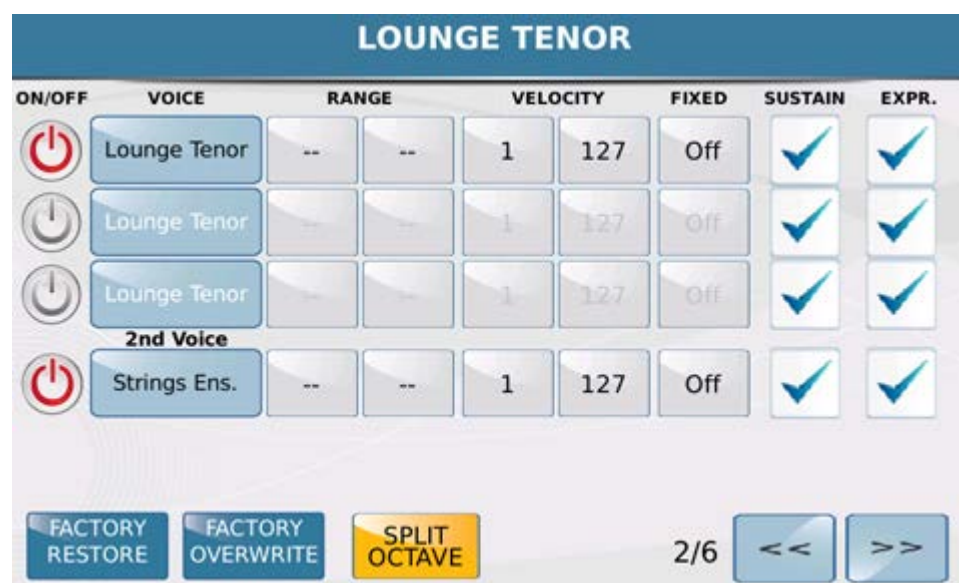 LOUNGE TENOR
ON/OFF VOICE RANGE VELOCITY FIXED SUSTAIN EXPR.
Lounge Tenor -- -- 1 127 Off
Lounge Tenor -- -- 1 127 Off
Lounge Tenor -- -- 1 127 Off
2nd Voice
Strings Ens. -- -- 1 127 Off
FACTORY RESTORE FACTORY OVERWRITE SPLIT OCTAVE 2/6 << >>